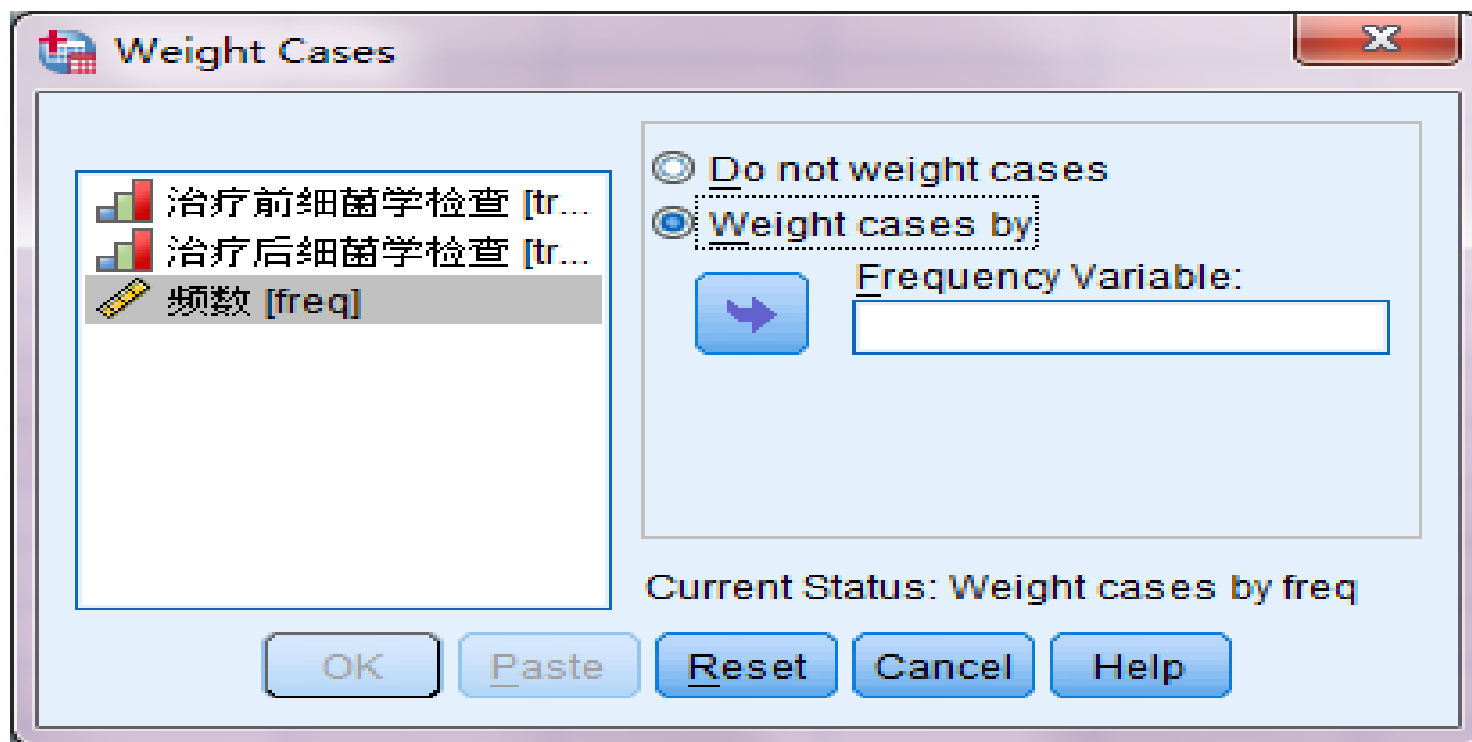 Weight Cases
治疗前细菌学检查 [tr...
治疗后细菌学检查 [tr...
频数 [freq]
Do not weight cases
Weight cases by
Frequency Variable:
Current Status: Weight cases by freq
OK
Paste
Reset
Cancel
Help